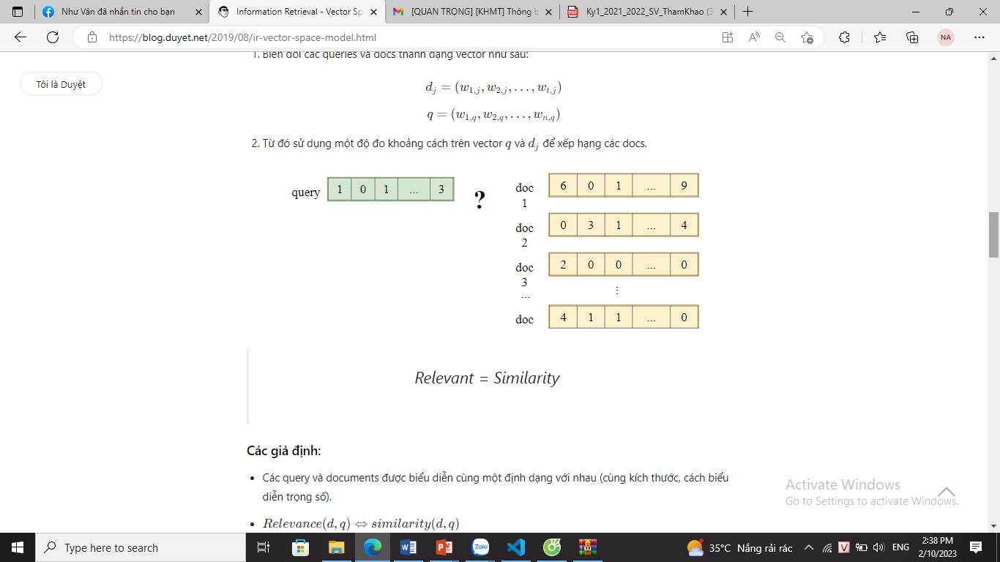 Như Vân đã nhắn tin cho bạn
Information Retrieval - Vector Sp
[QUAN TRỌNG] [KHMT] Thông b
Ky1_2021_2022_SV_ThamKhao (3
https://blog.duyet.net/2019/08/ir-vector-space-model.html
NA
1. Biến đổi các queries và docs thành dạng vector như sau:
Tôi là Duyệt
d_j = (w_{1,j}, w_{2,j}, . . . , w_{t,j})
q = (w_{1,q}, w_{2,q}, . . . , w_{n,q})
2. Từ đó sử dụng một độ đo khoảng cách trên vector q và d_j để xếp hạng các docs.
query 1 0 1 ... 3
?
doc 1 6 0 1 ... 9
doc 2 0 3 1 ... 4
doc 3 2 0 0 ... 0
... ⋮
doc 4 1 1 ... 0
Relevant = Similarity
Các giả định:
• Các query và documents được biểu diễn cùng một định dạng với nhau (cùng kích thước, cách biểu
diễn trọng số).
• Relevance(d, q) ⇔ similarity(d, q)
Activate Windows
Go to Settings to activate Windows.
Type here to search
35°C Nắng rải rác
ENG
2:38 PM
2/10/2023